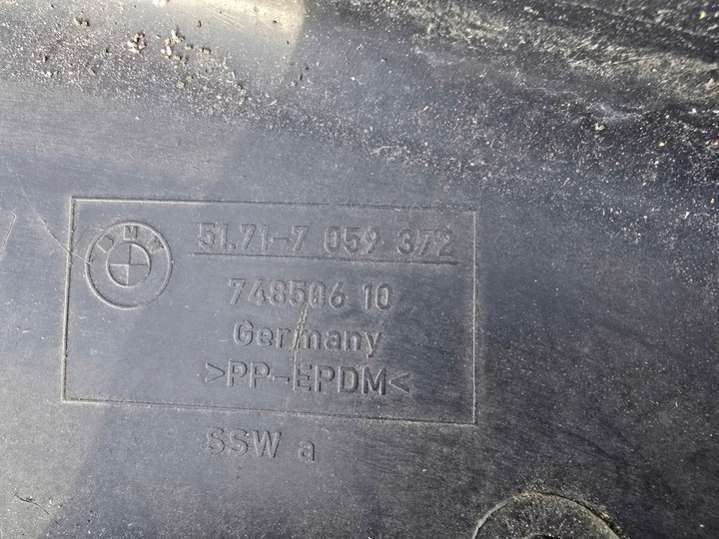 BMW
51.71-7 059 372
748506 10
Germany
>PP-EPDM<
SSW a